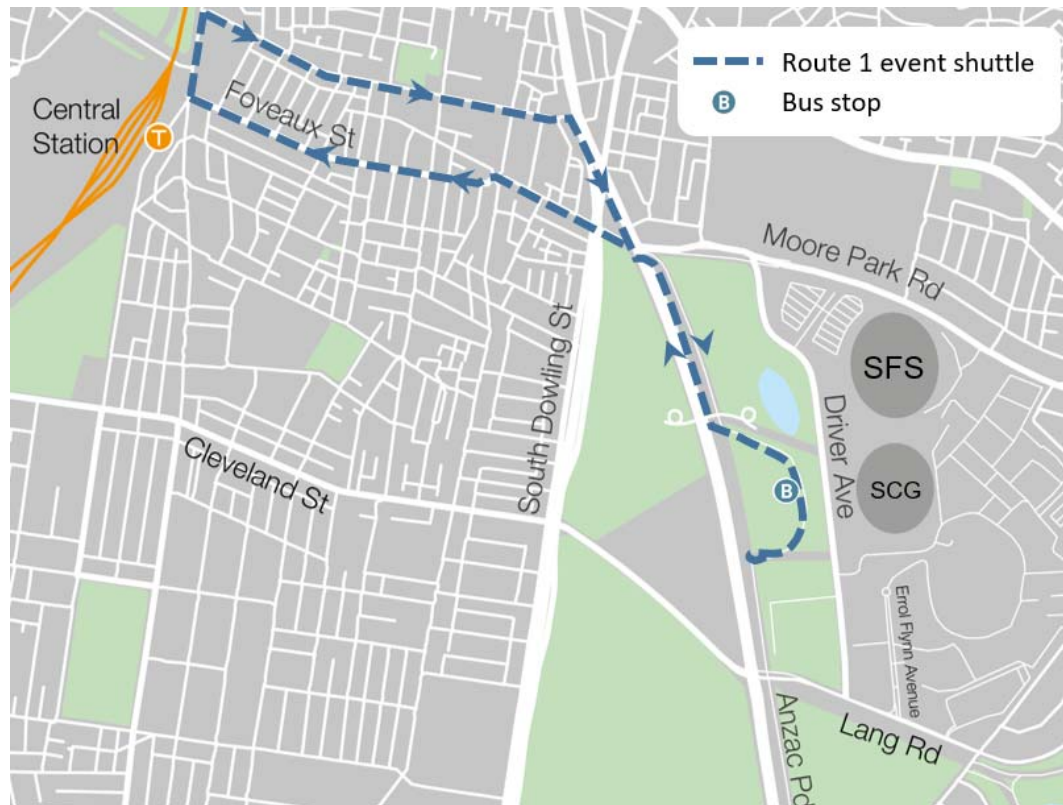 Route 1 event shuttle
B
Bus stop
Central
Station
T
Foveaux St
Moore Park Rd
SFS
South Dowling St
Driver Ave
Cleveland St
B
SCG
Errol Flynn Avenue
Anzac Pd
Lang Rd